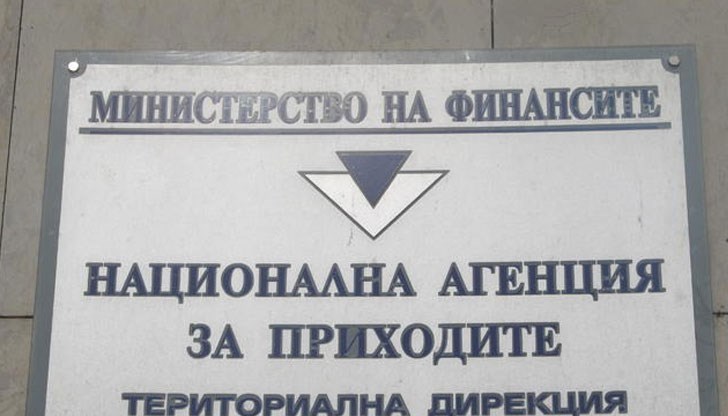 МИНИСТЕРСТВО НА ФИНАНСИТЕ
НАЦИОНАЛНА АГЕНЦИЯ
ЗА ПРИХОДИТЕ
ТЕРИТОРИАЛНА ДИРЕКЦИЯ